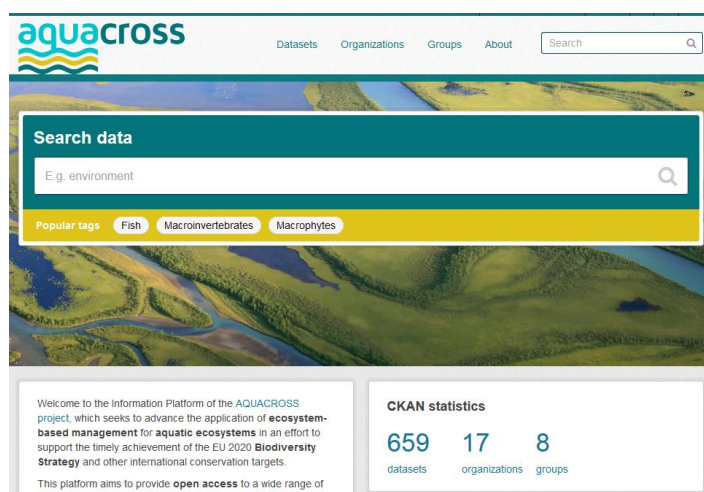 aquacross
Datasets Organizations Groups About Search
Search data
E.g. environment
Popular tags Fish Macroinvertebrates Macrophytes
Welcome to the Information Platform of the AQUACROSS
project, which seeks to advance the application of ecosystem-
based management for aquatic ecosystems in an effort to
support the timely achievement of the EU 2020 Biodiversity
Strategy and other international conservation targets.
This platform aims to provide open access to a wide range of
CKAN statistics
659 17 8
datasets organizations groups